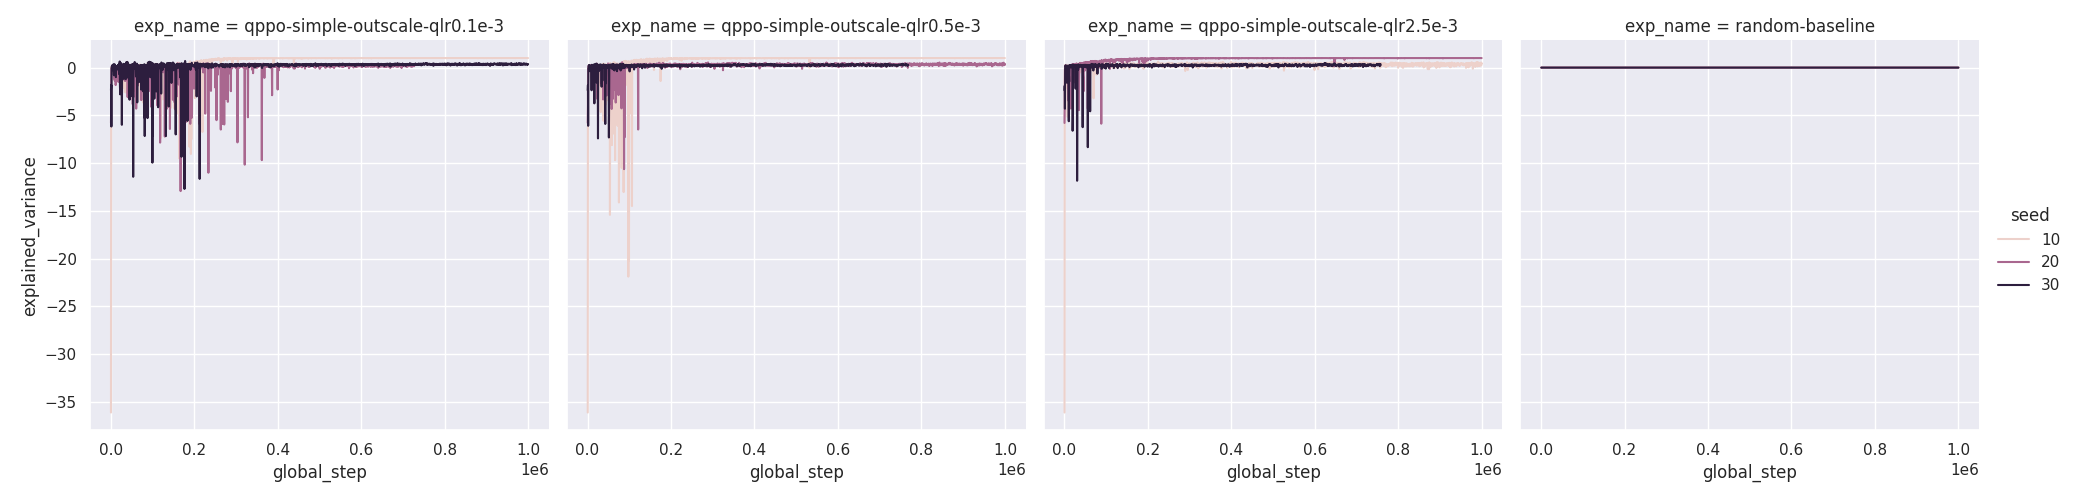 exp_name = qppo-simple-outscale-qlr0.1e-3
exp_name = qppo-simple-outscale-qlr0.5e-3
exp_name = qppo-simple-outscale-qlr2.5e-3
exp_name = random-baseline
explained_variance
0
−5
−10
−15
−20
−25
−30
−35
0.0 0.2 0.4 0.6 0.8 1.0
1e6
global_step
0.0 0.2 0.4 0.6 0.8 1.0
1e6
global_step
0.0 0.2 0.4 0.6 0.8 1.0
1e6
global_step
0.0 0.2 0.4 0.6 0.8 1.0
1e6
global_step
seed
10
20
30